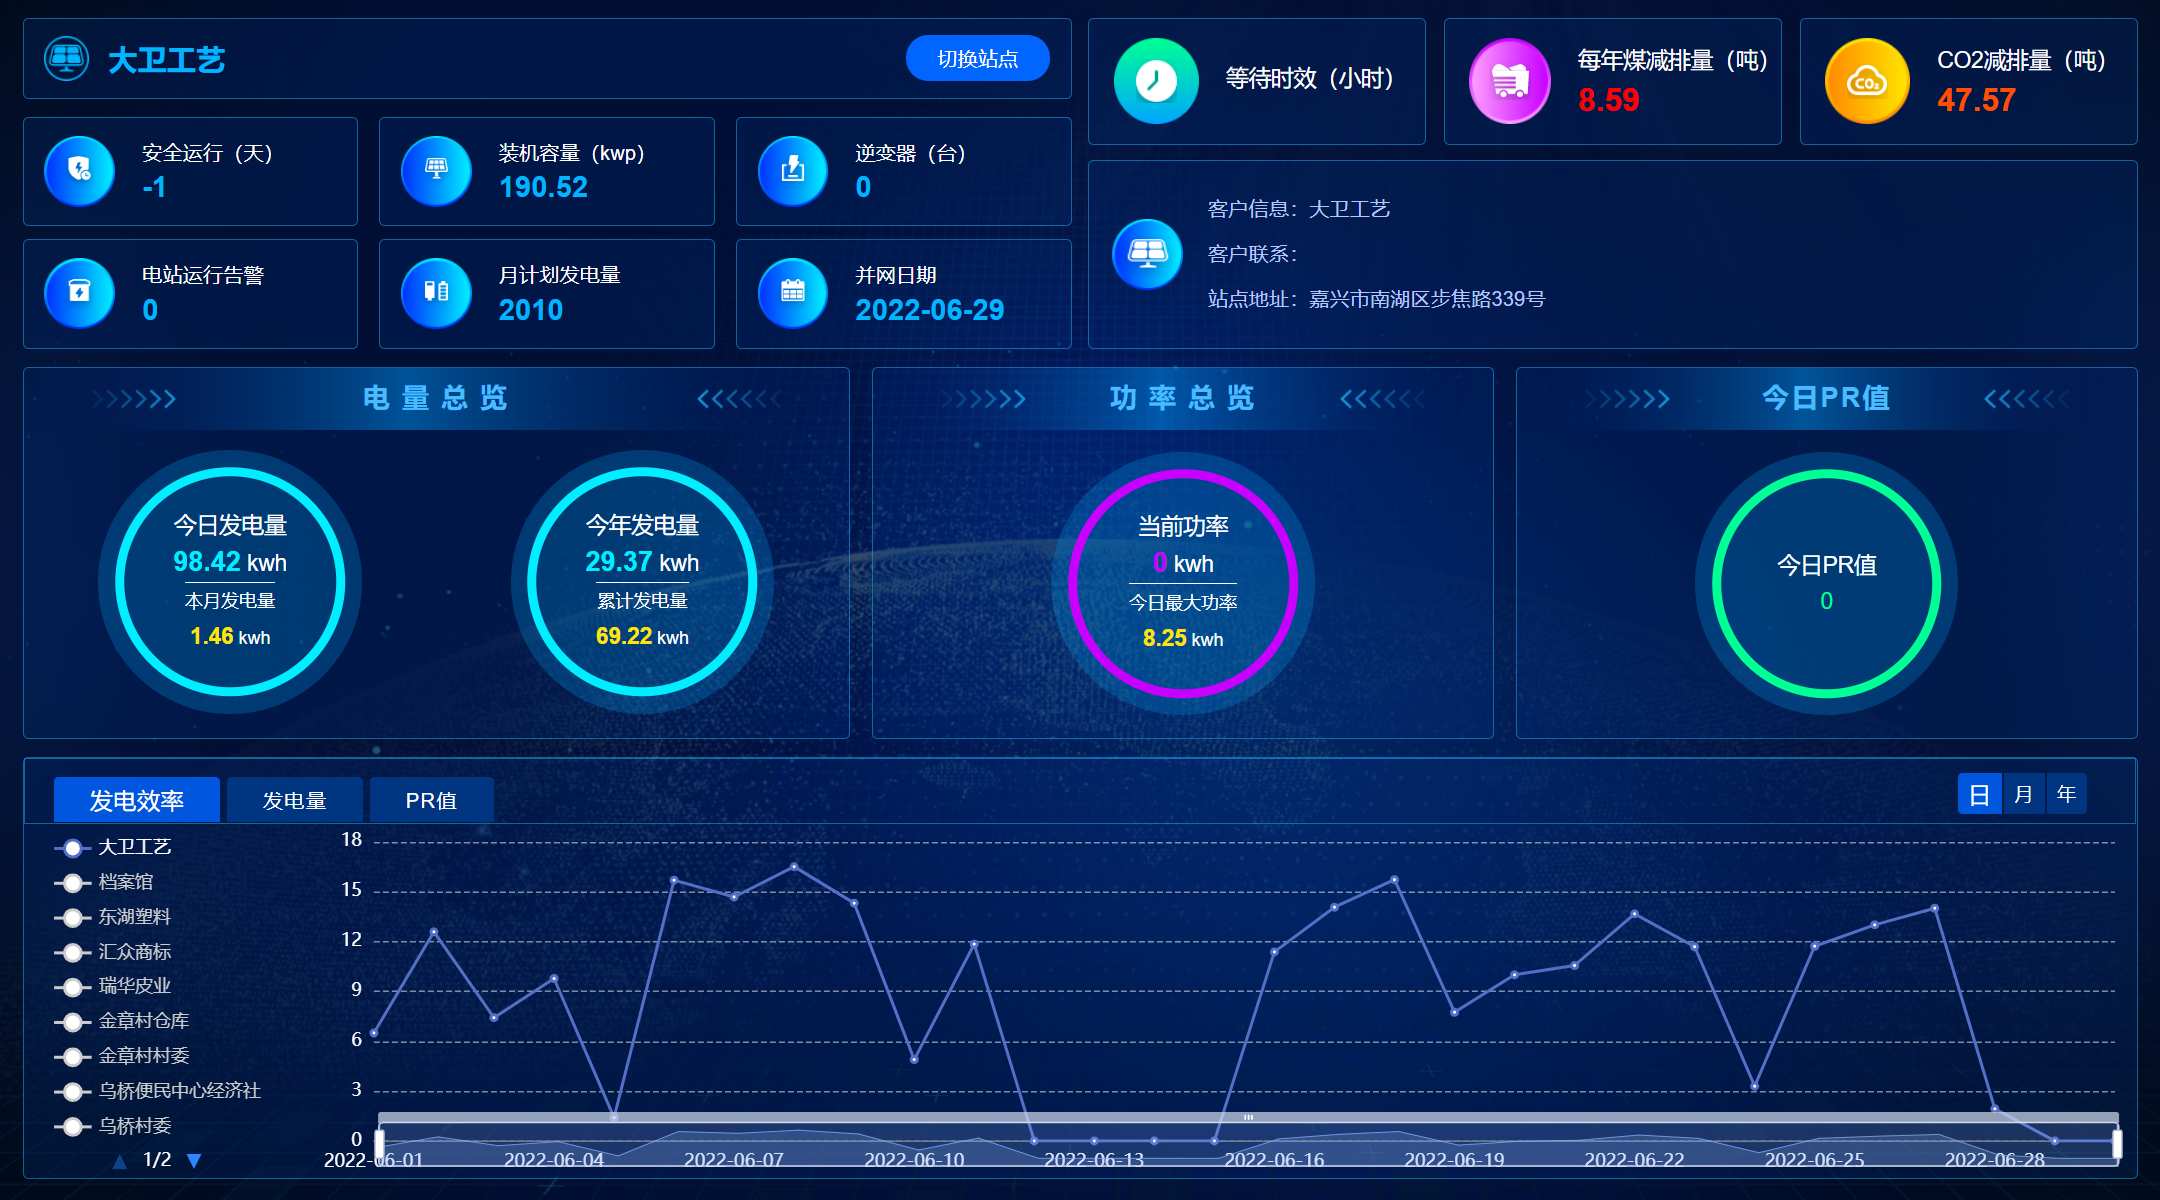 大卫工艺
切换站点
等待时效（小时）
每年煤减排量（吨）
8.59
CO2减排量（吨）
47.57
安全运行（天）
-1
装机容量（kwp）
190.52
逆变器（台）
0
电站运行告警
0
月计划发电量
2010
并网日期
2022-06-29
客户信息：大卫工艺
客户联系：
站点地址：嘉兴市南湖区步焦路339号
电量总览
今日发电量
98.42 kwh
本月发电量
1.46 kwh
今年发电量
29.37 kwh
累计发电量
69.22 kwh
功率总览
当前功率
0 kwh
今日最大功率
8.25 kwh
今日PR值
今日PR值
0
发电效率
发电量
PR值
日
月
年
大卫工艺
档案馆
东湖塑料
汇众商标
瑞华皮业
金章村仓库
金章村村委
乌桥便民中心经济社
乌桥村委
1/2
18
15
12
9
6
3
0
2022-06-01
2022-06-04
2022-06-07
2022-06-10
2022-06-13
2022-06-16
2022-06-19
2022-06-22
2022-06-25
2022-06-28